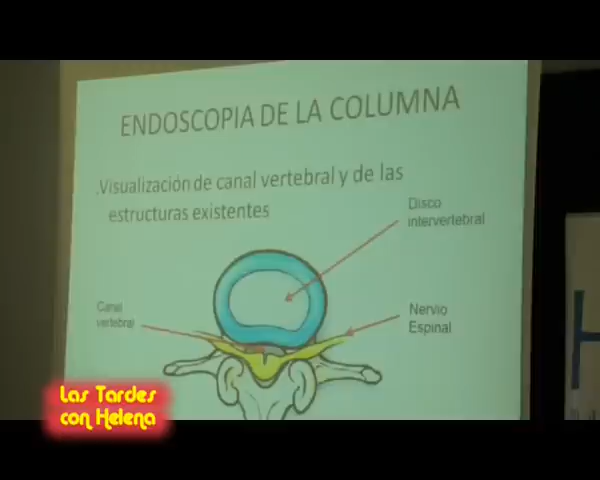 ENDOSCOPIA DE LA COLUMNA
.Visualización de canal vertebral y de las
estructuras existentes
Disco
intervertebral
Canal
vertebral
Nervio
Espinal
Las Tardes
con Helena